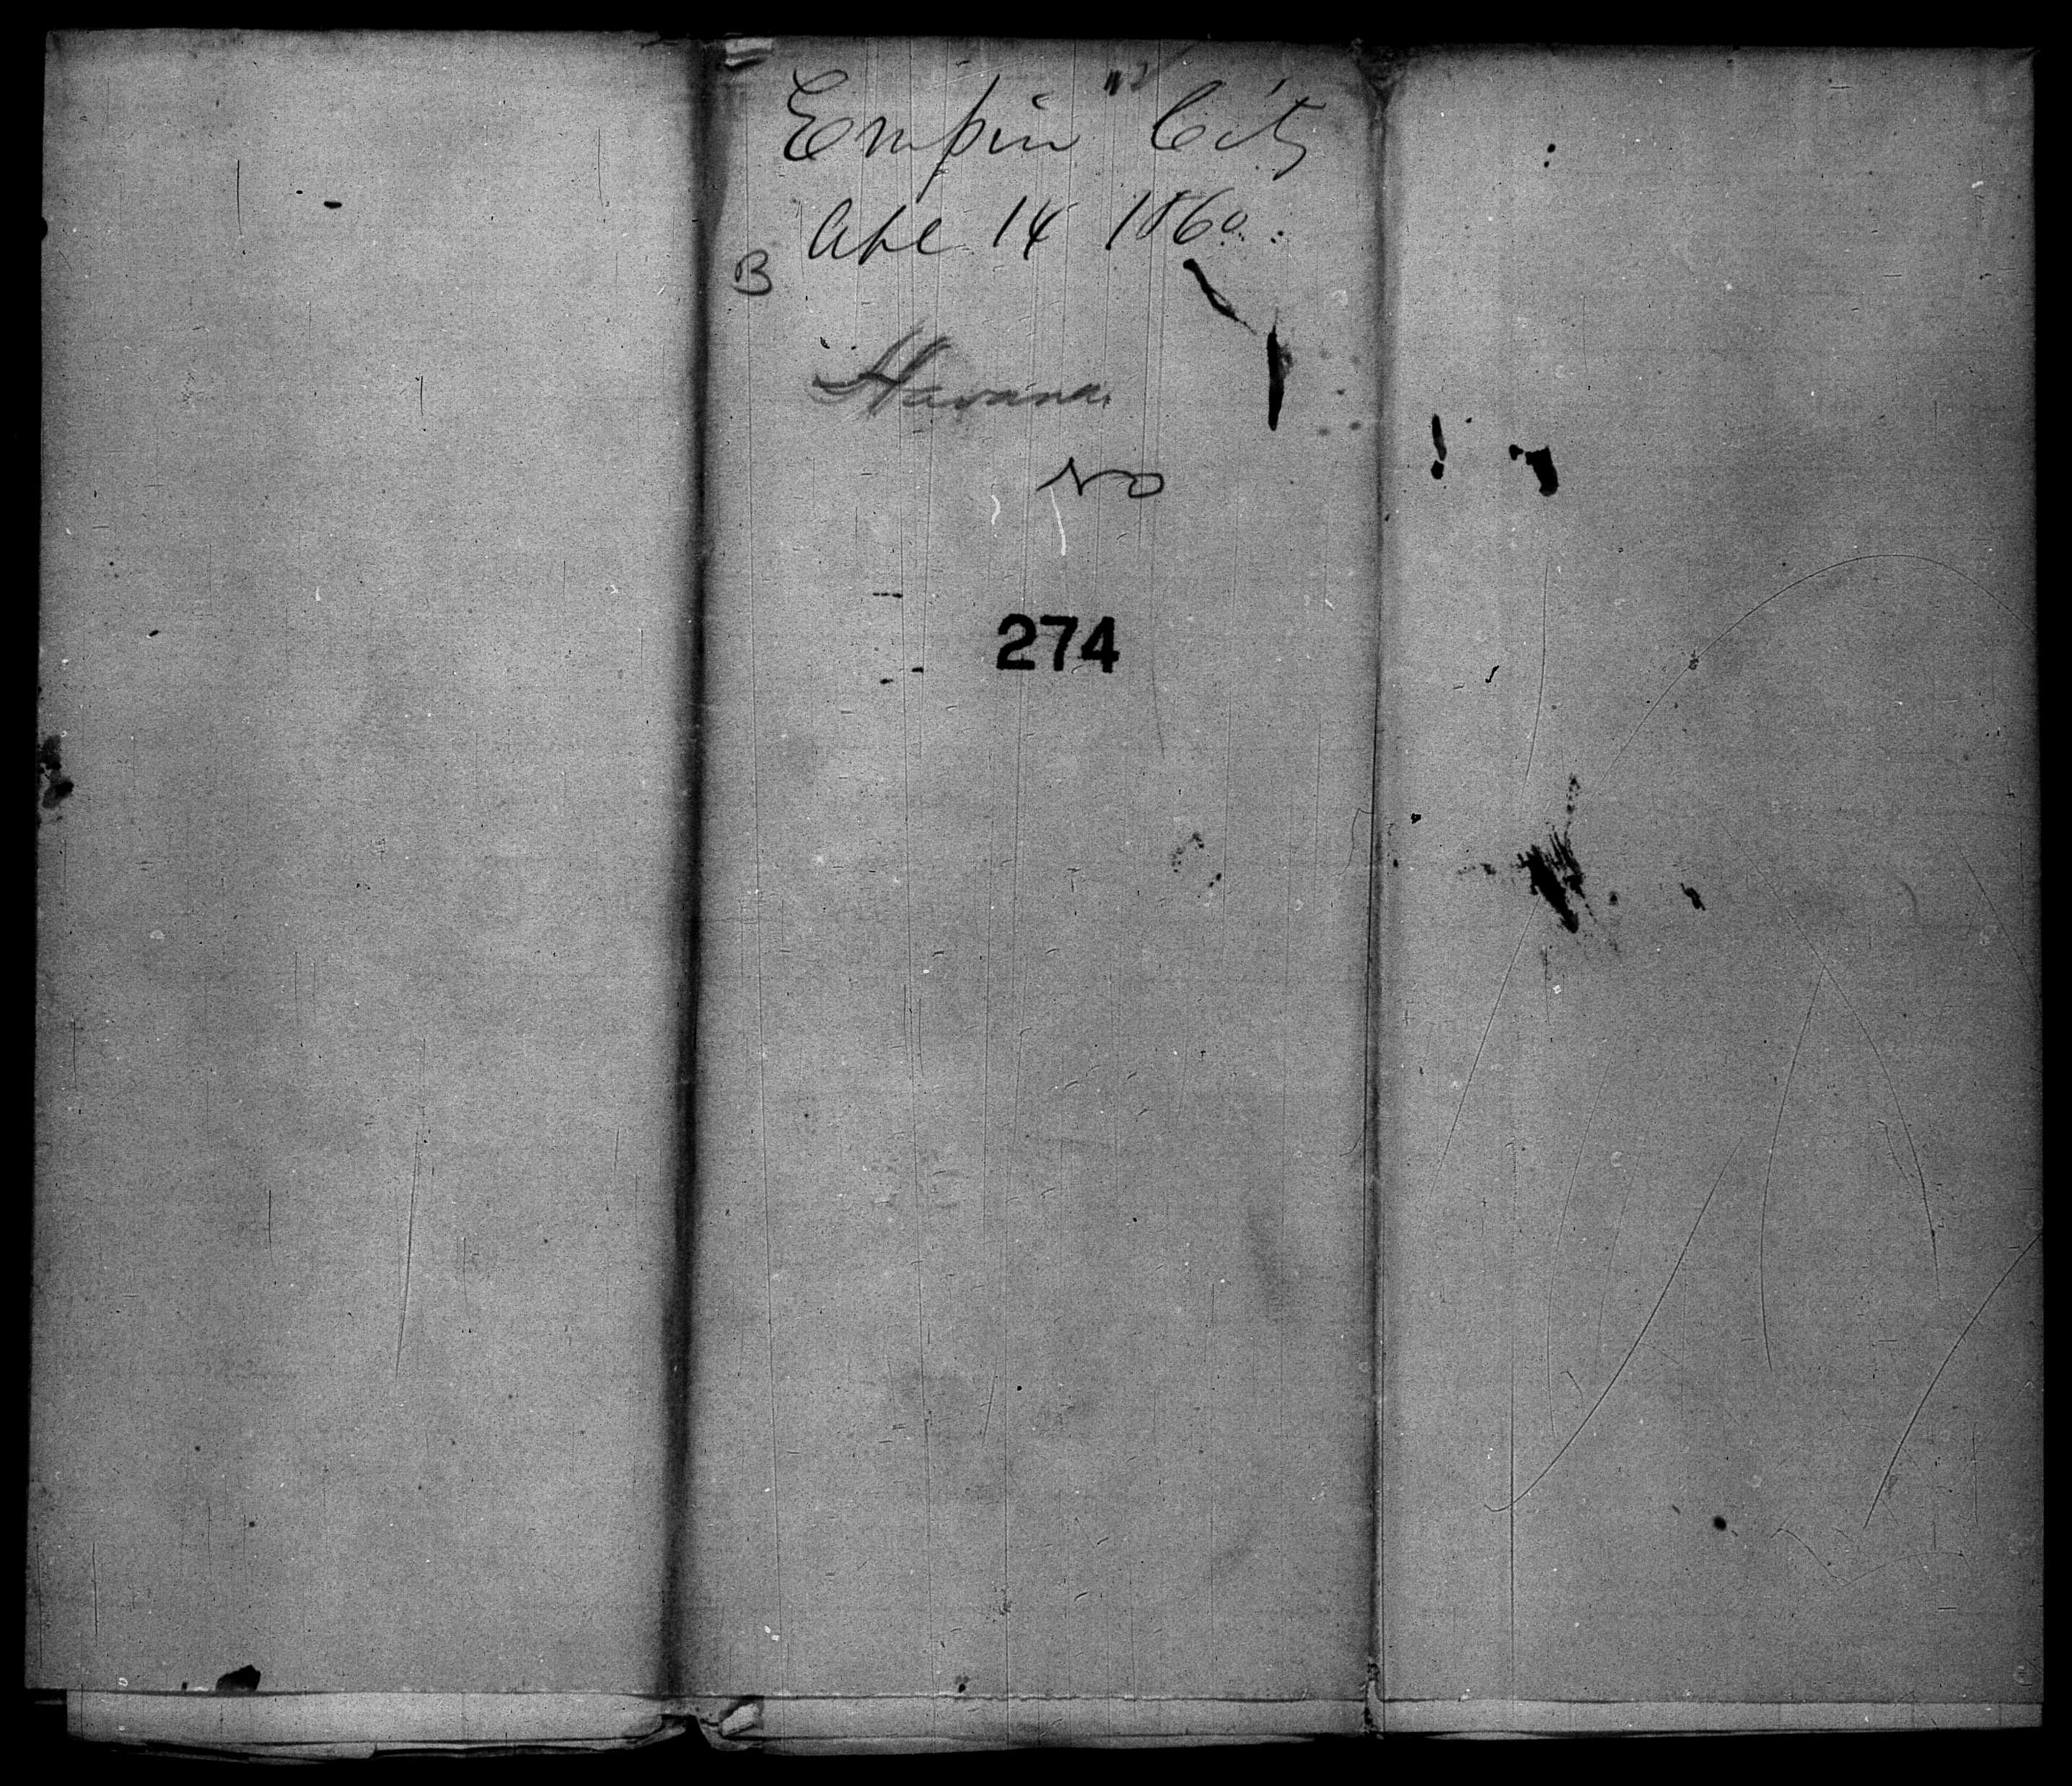 Empire City
Apl 14 1860
B
Havana
NO
274